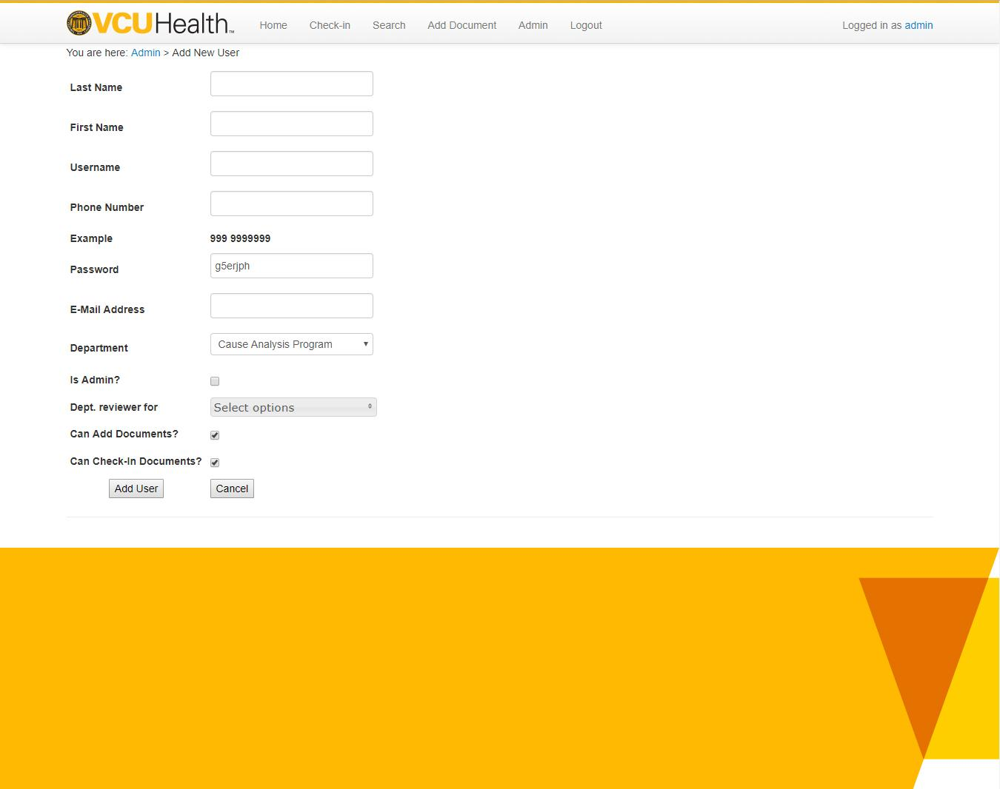 VCUHealth™ Home Check-in Search Add Document Admin Logout Logged in as admin
You are here: Admin > Add New User
Last Name
First Name
Username
Phone Number
Example 999 9999999
Password g5erjph
E-Mail Address
Department Cause Analysis Program
Is Admin?
Dept. reviewer for Select options
Can Add Documents?
Can Check-In Documents?
Add User Cancel